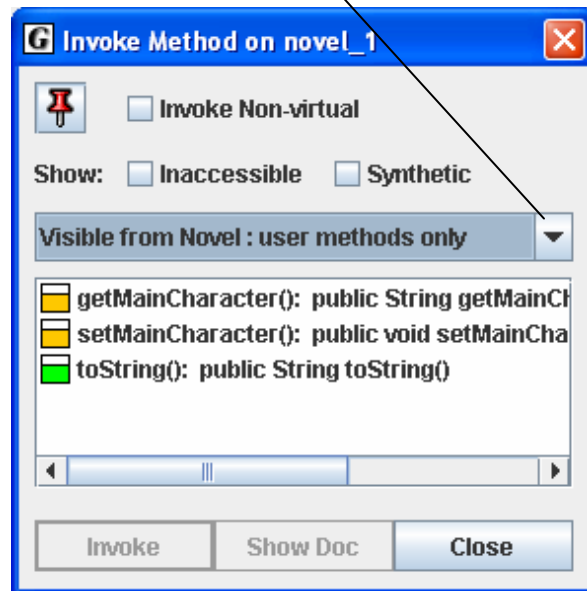 G Invoke Method on novel_1
Invoke Non-virtual
Show: Inaccessible Synthetic
Visible from Novel : user methods only
getMainCharacter(): public String getMainCh
setMainCharacter(): public void setMainCha
toString(): public String toString()
Invoke Show Doc Close